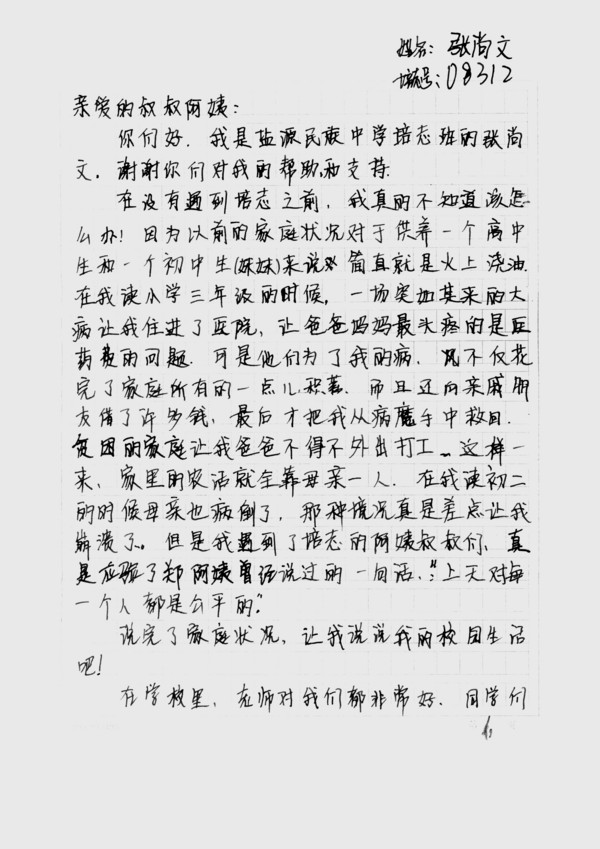 姓名：张尚文
编号：08312
亲爱的叔叔阿姨：
你们好．我是盐源民族中学培志班的张尚
文．谢谢你们对我的帮助和支持．
在没有遇到培志之前，我真的不知道该怎
么办！因为以前的家庭状况对于供养一个高中
生和一个初中生(妹妹)来说简直就是火上浇油．
在我读小学三年级的时候，一场突如其来的大
病让我住进了医院，让爸爸妈妈最头疼的是巨
药费的问题．可是他们为了我的病．不仅花
完了家庭所有的一点儿积蓄．而且还向亲戚朋
友借了许多钱，最后才把我从病魔手中救回．
贫困的家庭让我爸爸不得不外出打工．这样一
来、家里的农活就全靠母亲一人．在我读初二
的时候母亲也病倒了，那种境况真是差点让我
崩溃了。但是我遇到了培志的阿姨叔叔们、真
是应验了郑阿姨曾经说过的一句话．“上天对每
一个人都是公平的．”
说完了家庭状况，让我说说我的校园生活
吧！
在学校里，老师对我们都非常好．同学们